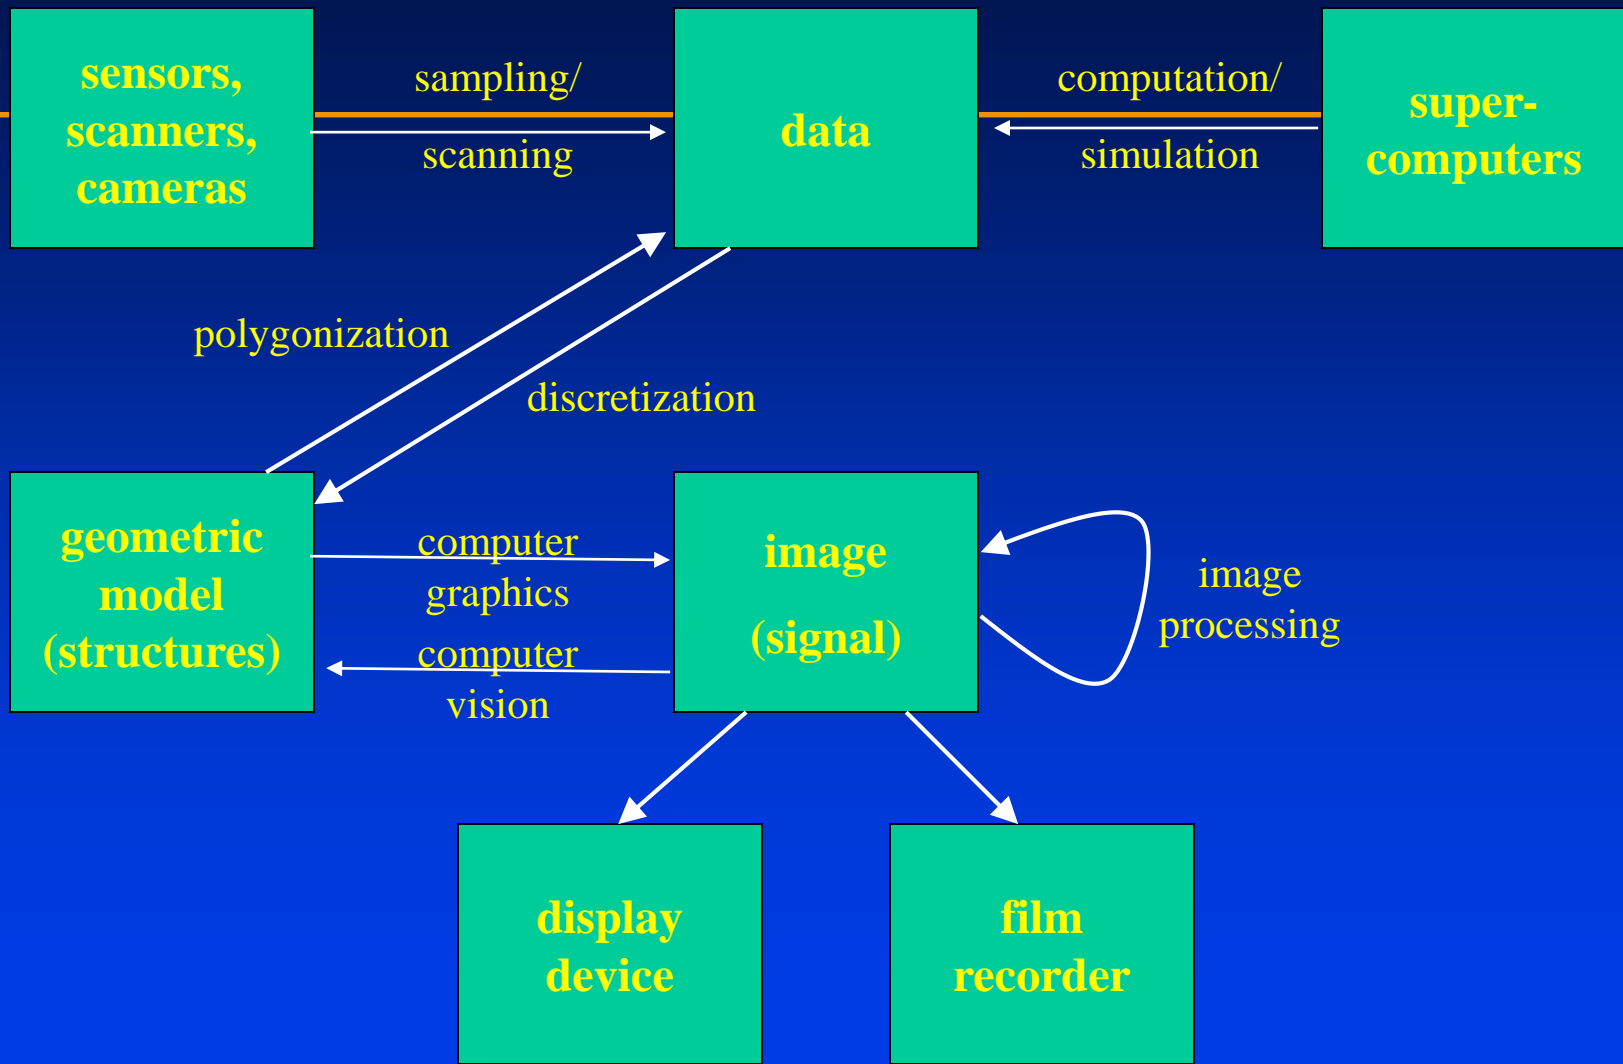 sensors,
scanners,
cameras
sampling/
scanning
data
computation/
simulation
super-
computers
polygonization
discretization
geometric
model
(structures)
computer
graphics
computer
vision
image
(signal)
image
processing
display
device
film
recorder